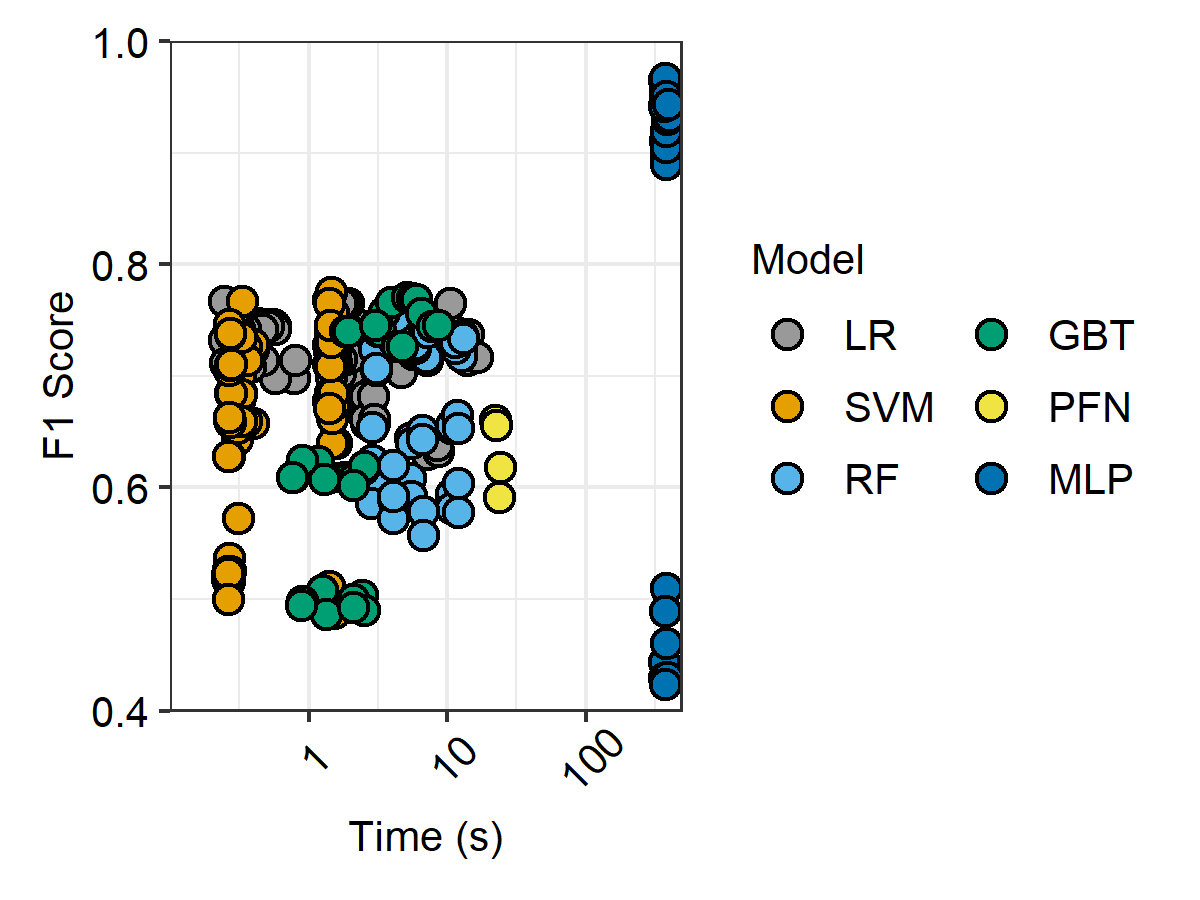 1.0
0.8
0.6
0.4
F1 Score
1
10
100
Time (s)
Model
LR
GBT
SVM
PFN
RF
MLP